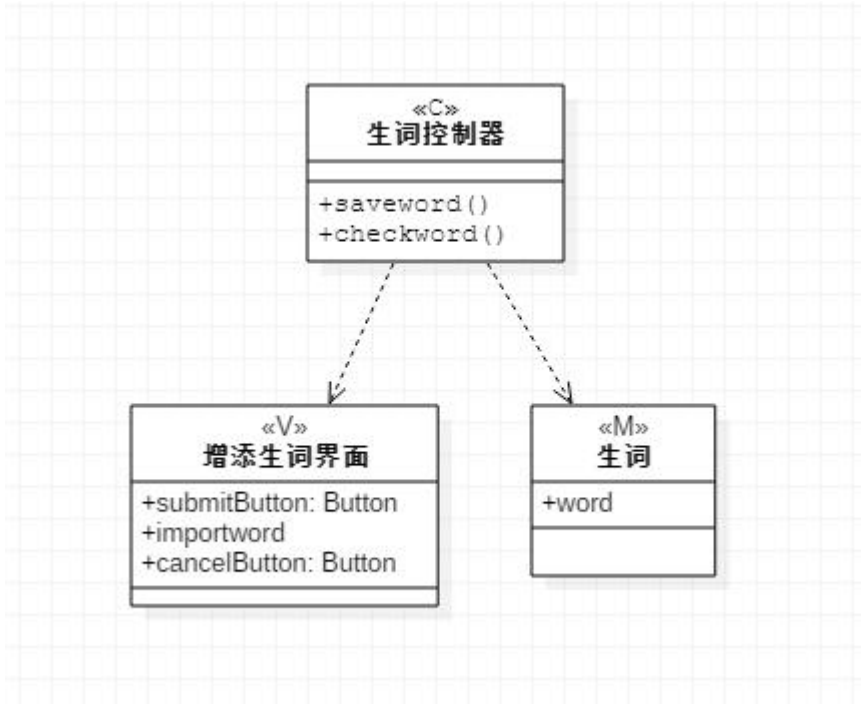 «C»
生词控制器
+saveword()
+checkword()
«V»
增添生词界面
+submitButton: Button
+importword
+cancelButton: Button
«M»
生词
+word